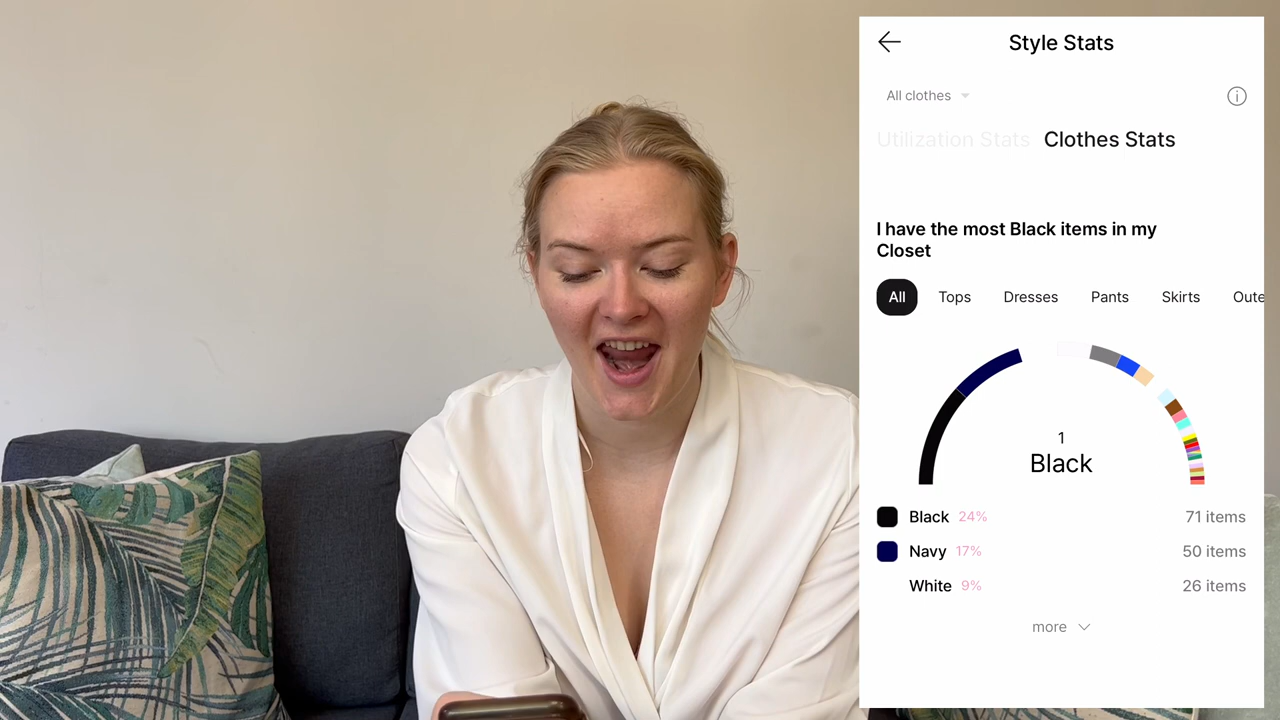 Style Stats
All clothes
Utilization Stats Clothes Stats
I have the most Black items in my
Closet
All Tops Dresses Pants Skirts Oute
1
Black
Black 24% 71 items
Navy 17% 50 items
White 9% 26 items
more